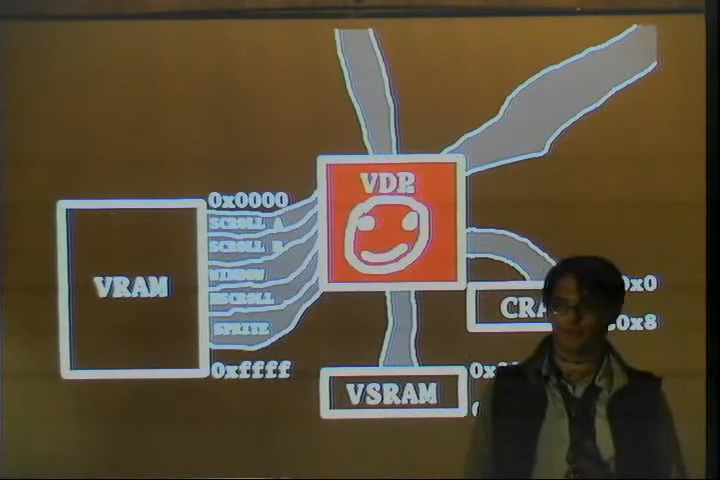 VDP
0x0000
SCROLL A
SCROLL B
WINDOW
HSCROLL
SPRITE
0xffff
VRAM
VSRAM
CRA
0x0
0x8